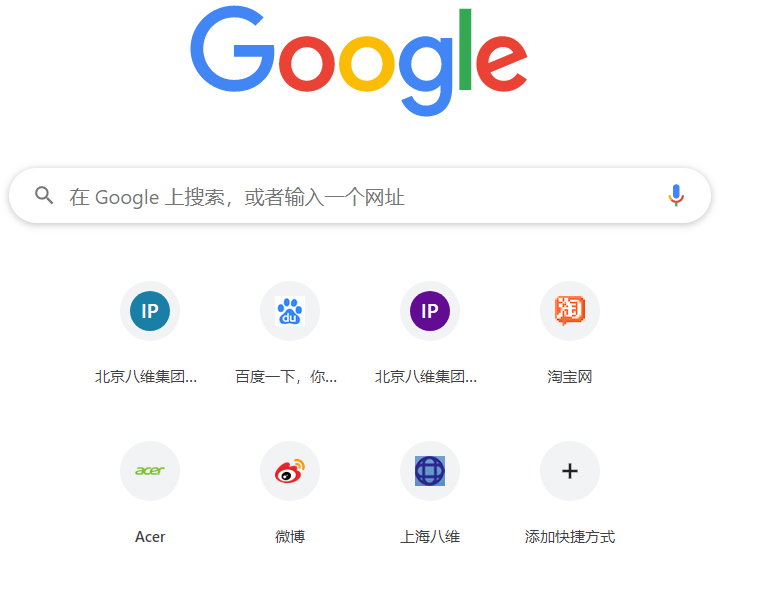 Google
在 Google 上搜索，或者输入一个网址
IP
du
IP
淘
北京八维集团...
百度一下，你...
北京八维集团...
淘宝网
acer
Acer
微博
上海八维
添加快捷方式